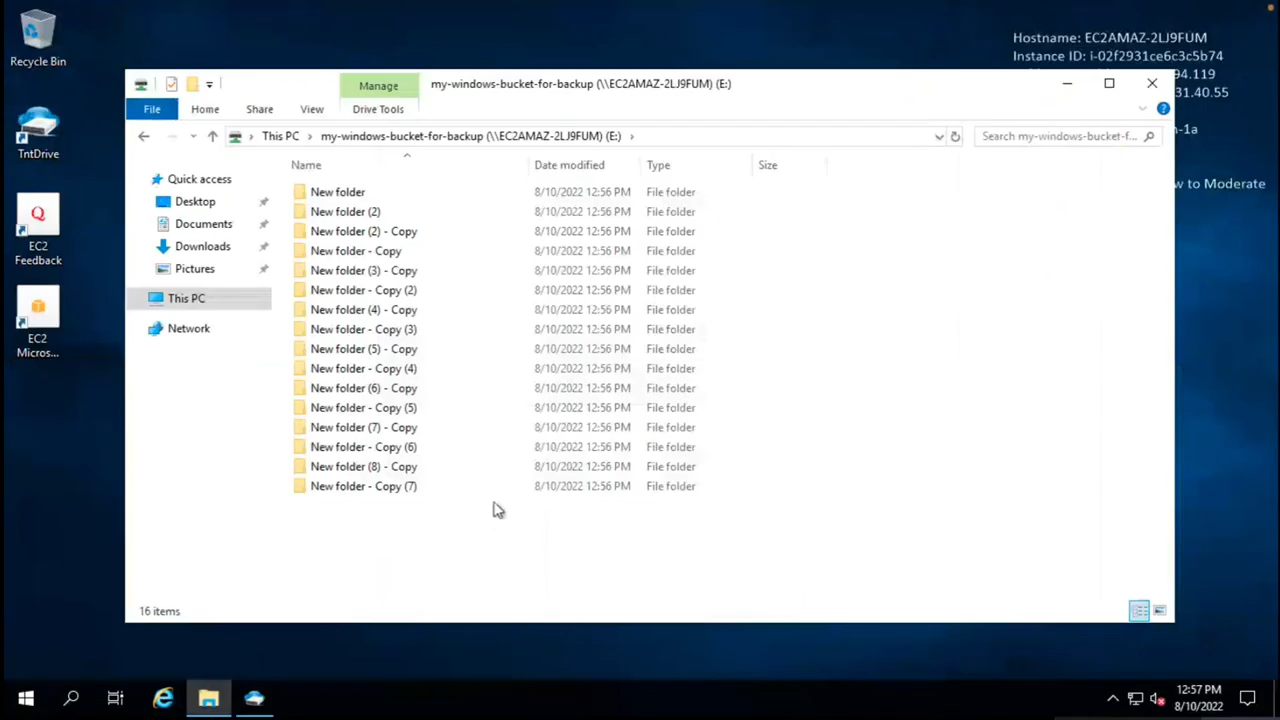 Recycle Bin
TntDrive
EC2
Feedback
EC2
Micros...
Hostname: EC2AMAZ-2LJ9FUM
Instance ID: i-02f2931ce6c3c5b74
94.119
31.40.55
n-1a
w to Moderate
Manage
my-windows-bucket-for-backup (\\EC2AMAZ-2LJ9FUM) (E:)
File Home Share View Drive Tools
This PC > my-windows-bucket-for-backup (\\EC2AMAZ-2LJ9FUM) (E:) >
Search my-windows-bucket-f...
Quick access
Desktop
Documents
Downloads
Pictures
This PC
Network
Name Date modified Type Size
New folder 8/10/2022 12:56 PM File folder
New folder (2) 8/10/2022 12:56 PM File folder
New folder (2) - Copy 8/10/2022 12:56 PM File folder
New folder - Copy 8/10/2022 12:56 PM File folder
New folder (3) - Copy 8/10/2022 12:56 PM File folder
New folder - Copy (2) 8/10/2022 12:56 PM File folder
New folder (4) - Copy 8/10/2022 12:56 PM File folder
New folder - Copy (3) 8/10/2022 12:56 PM File folder
New folder (5) - Copy 8/10/2022 12:56 PM File folder
New folder - Copy (4) 8/10/2022 12:56 PM File folder
New folder (6) - Copy 8/10/2022 12:56 PM File folder
New folder - Copy (5) 8/10/2022 12:56 PM File folder
New folder (7) - Copy 8/10/2022 12:56 PM File folder
New folder - Copy (6) 8/10/2022 12:56 PM File folder
New folder (8) - Copy 8/10/2022 12:56 PM File folder
New folder - Copy (7) 8/10/2022 12:56 PM File folder
16 items
12:57 PM
8/10/2022